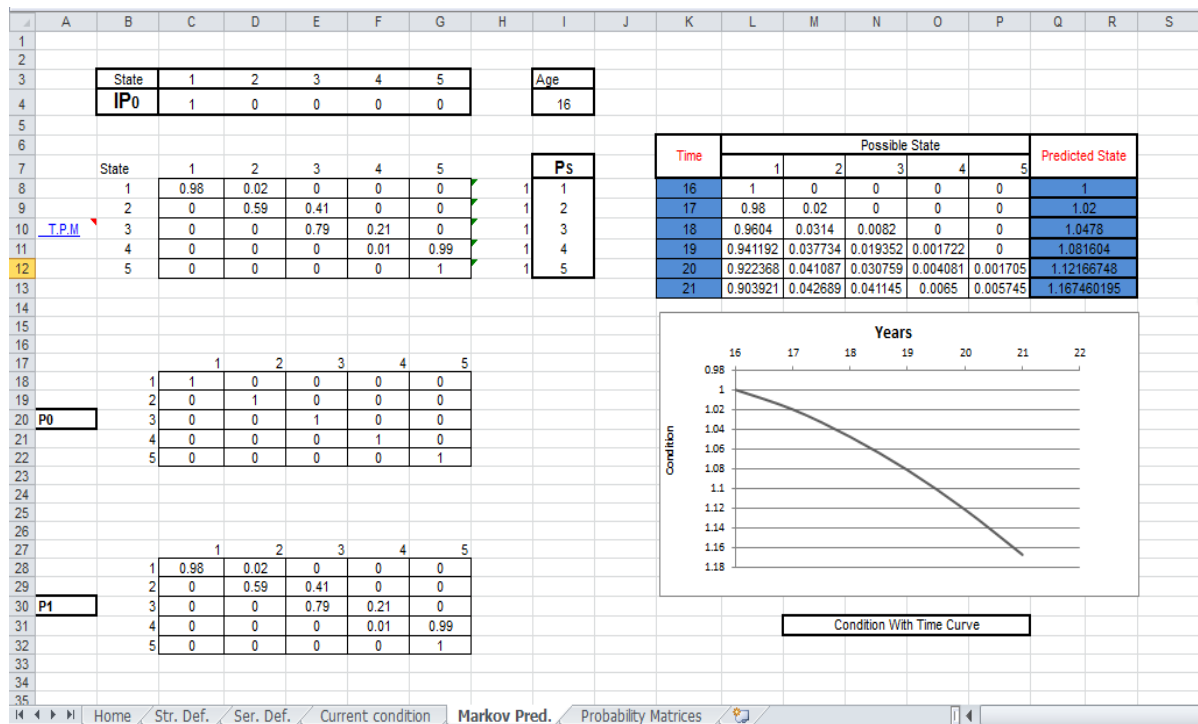 A B C D E F G H I J K L M N O P Q R S
1
2
3 State 1 2 3 4 5 Age
4 IP0 1 0 0 0 0 16
5
6 Time Possible State Predicted State
7 State 1 2 3 4 5 Ps 1 2 3 4 5
8 1 0.98 0.02 0 0 0 1 1 16 1 0 0 0 0 1
9 2 0 0.59 0.41 0 0 1 2 17 0.98 0.02 0 0 0 1.02
10 T.P.M 3 0 0 0.79 0.21 0 1 3 18 0.9604 0.0314 0.0082 0 0 1.0478
11 4 0 0 0 0.01 0.99 1 4 19 0.941192 0.037734 0.019352 0.001722 0 1.081604
12 5 0 0 0 0 1 1 5 20 0.922368 0.041087 0.030759 0.004081 0.001705 1.12166748
13 21 0.903921 0.042689 0.041145 0.0065 0.005745 1.167460195
14
15
16
17 1 2 3 4 5
18 1 1 0 0 0 0
19 2 0 1 0 0 0
20 P0 3 0 0 1 0 0
21 4 0 0 0 1 0
22 5 0 0 0 0 1
23
24
25
26
27 1 2 3 4 5
28 1 0.98 0.02 0 0 0
29 2 0 0.59 0.41 0 0
30 P1 3 0 0 0.79 0.21 0
31 4 0 0 0 0.01 0.99
32 5 0 0 0 0 1
33
34
35
Years
16 17 18 19 20 21 22
0.98
1
1.02
1.04
1.06
1.08
1.1
1.12
1.14
1.16
1.18
Condition
Condition With Time Curve
Home Str. Def. Ser. Def. Current condition Markov Pred. Probability Matrices